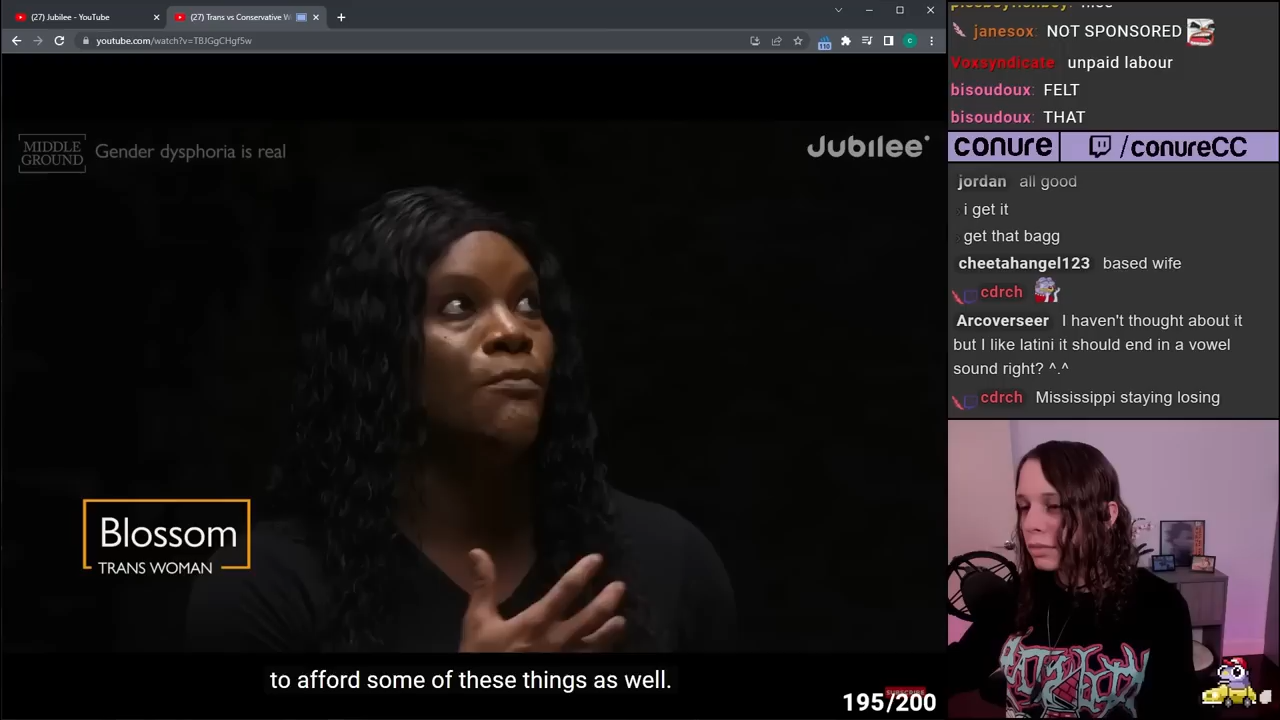 (27) Jubilee - YouTube
(27) Trans vs Conservative W
youtube.com/watch?v=TBJGgCHgf5w
MIDDLE
GROUND
Gender dysphoria is real
Jubilee
Blossom
TRANS WOMAN
to afford some of these things as well.
SUBSCRIBE
195/200
janesox: NOT SPONSORED
Voxsyndicate unpaid labour
bisoudoux: FELT
bisoudoux: THAT
conure
/conureCC
jordan all good
i get it
get that bagg
cheetahangel123 based wife
cdrch
Arcoverseer I haven't thought about it
but I like latini it should end in a vowel
sound right? ^.^
cdrch Mississippi staying losing